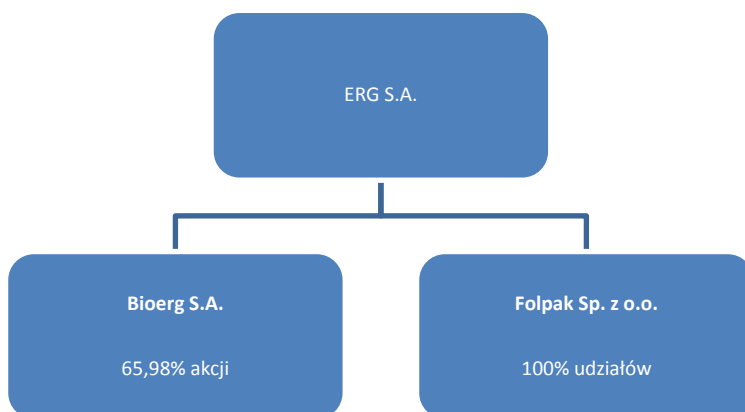 ERG S.A.
Bioerg S.A.
65,98% akcji
Folpak Sp. z o.o.
100% udziałów